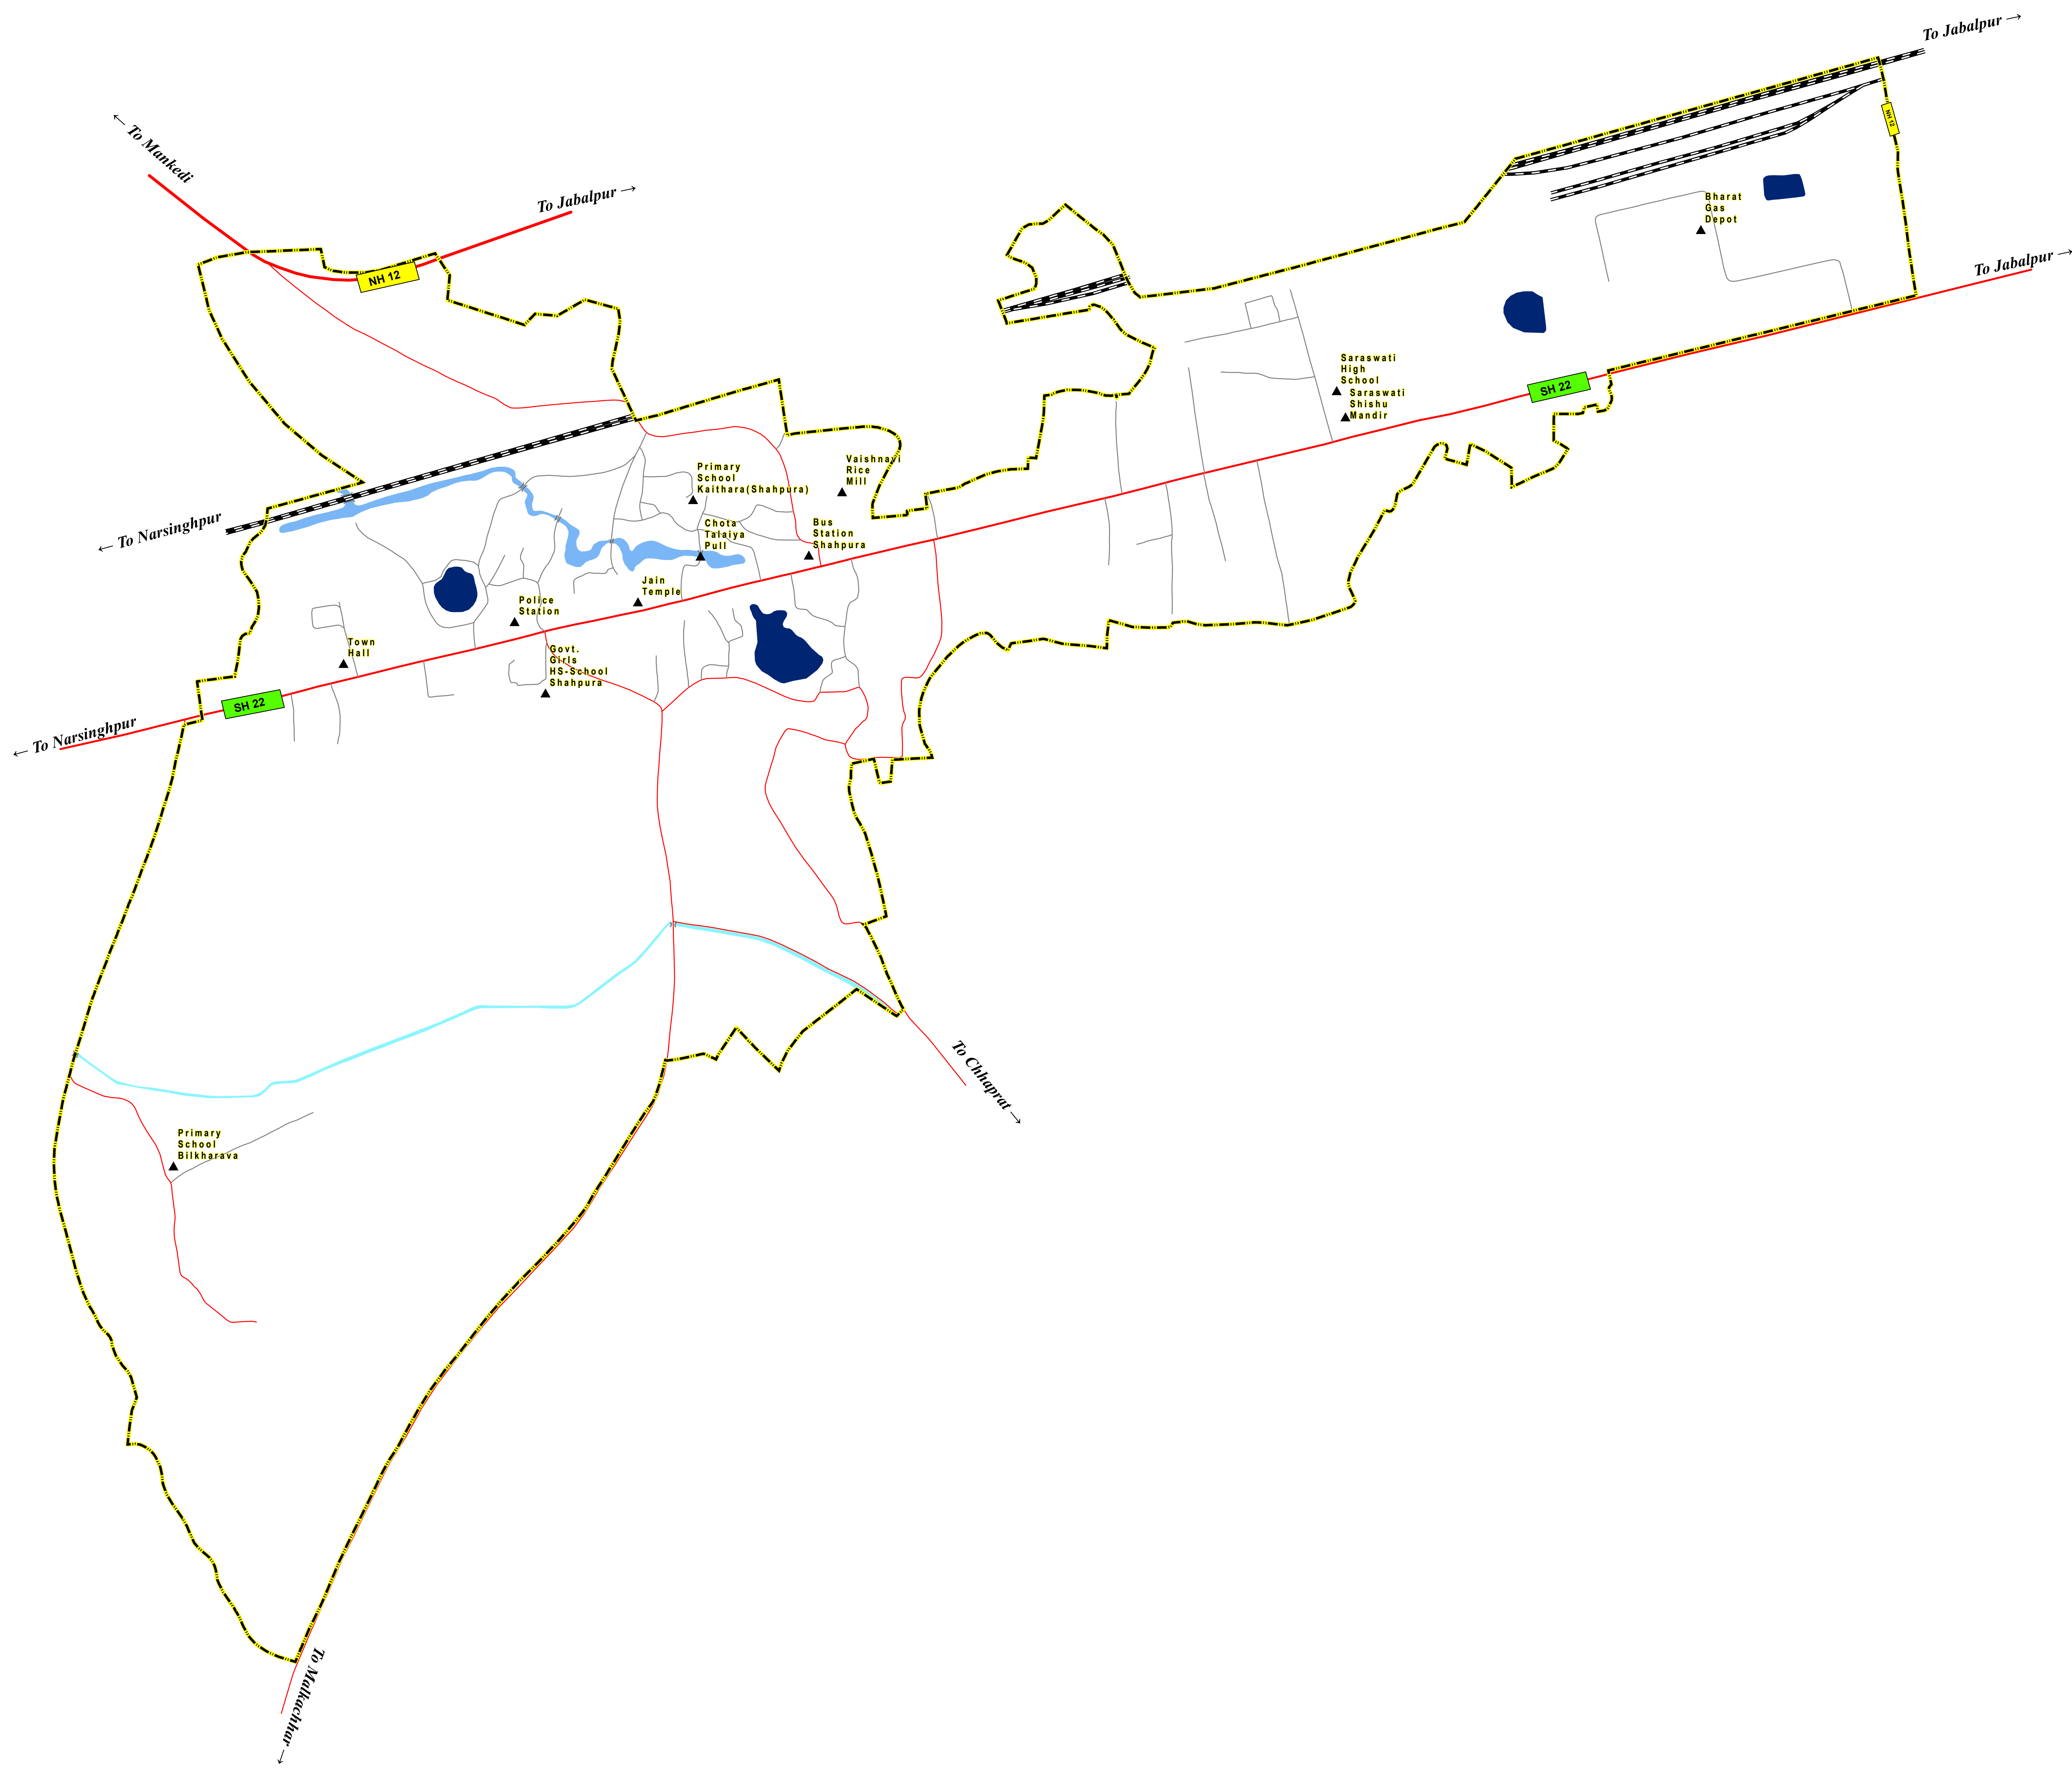 To Jabalpur →
← To Mankedi
To Jabalpur →
NH 12
NH 12
Bharat
Gas
Depot
To Jabalpur →
Saraswati
High
School
Saraswati
Shishu
Mandir
SH 22
Vaishnavi
Rice
Mill
Primary
School
Kaithara(Shahpura)
← To Narsinghpur
Chota
Talaiya
Pull
Bus
Station
Shahpura
Jain
Temple
Police
Station
Town
Hall
Govt.
Girls
HS-School
Shahpura
SH 22
← To Narsinghpur
To Chhaprat →
Primary
School
Bilkharava
To Malkachhar →